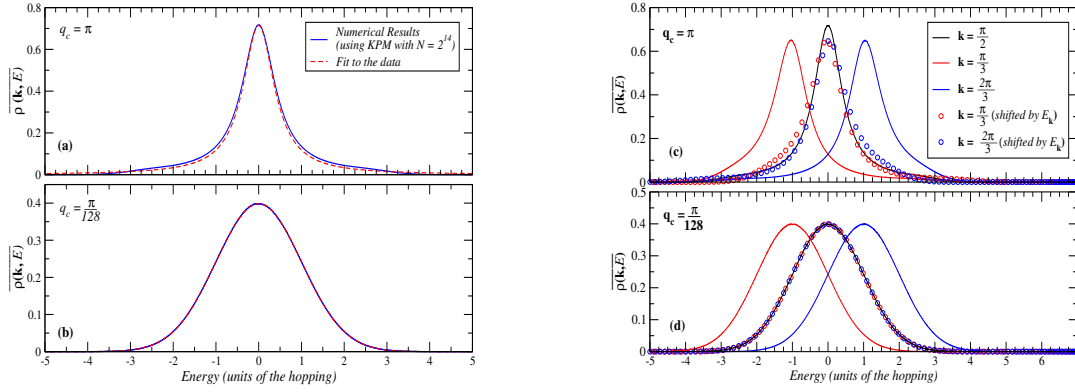 q_c = π
Numerical Results
(using KPM with N = 2^14)
Fit to the data
ρ(k, E)
(a)
0
0.2
0.4
0.6
0.8
q_c = π/128
ρ(k, E)
(b)
0
0.1
0.2
0.3
0.4
-5 -4 -3 -2 -1 0 1 2 3 4 5
Energy (units of the hopping)
q_c = π
k = π/2
k = π/3
k = 2π/3
k = π/3 (shifted by E_k)
k = 2π/3 (shifted by E_k)
ρ(k,E)
(c)
0
0.2
0.4
0.6
0.8
q_c = π/128
ρ(k,E)
(d)
0
0.1
0.2
0.3
0.4
0.5
-5 -4 -3 -2 -1 0 1 2 3 4 5 6
Energy (units of the hopping)